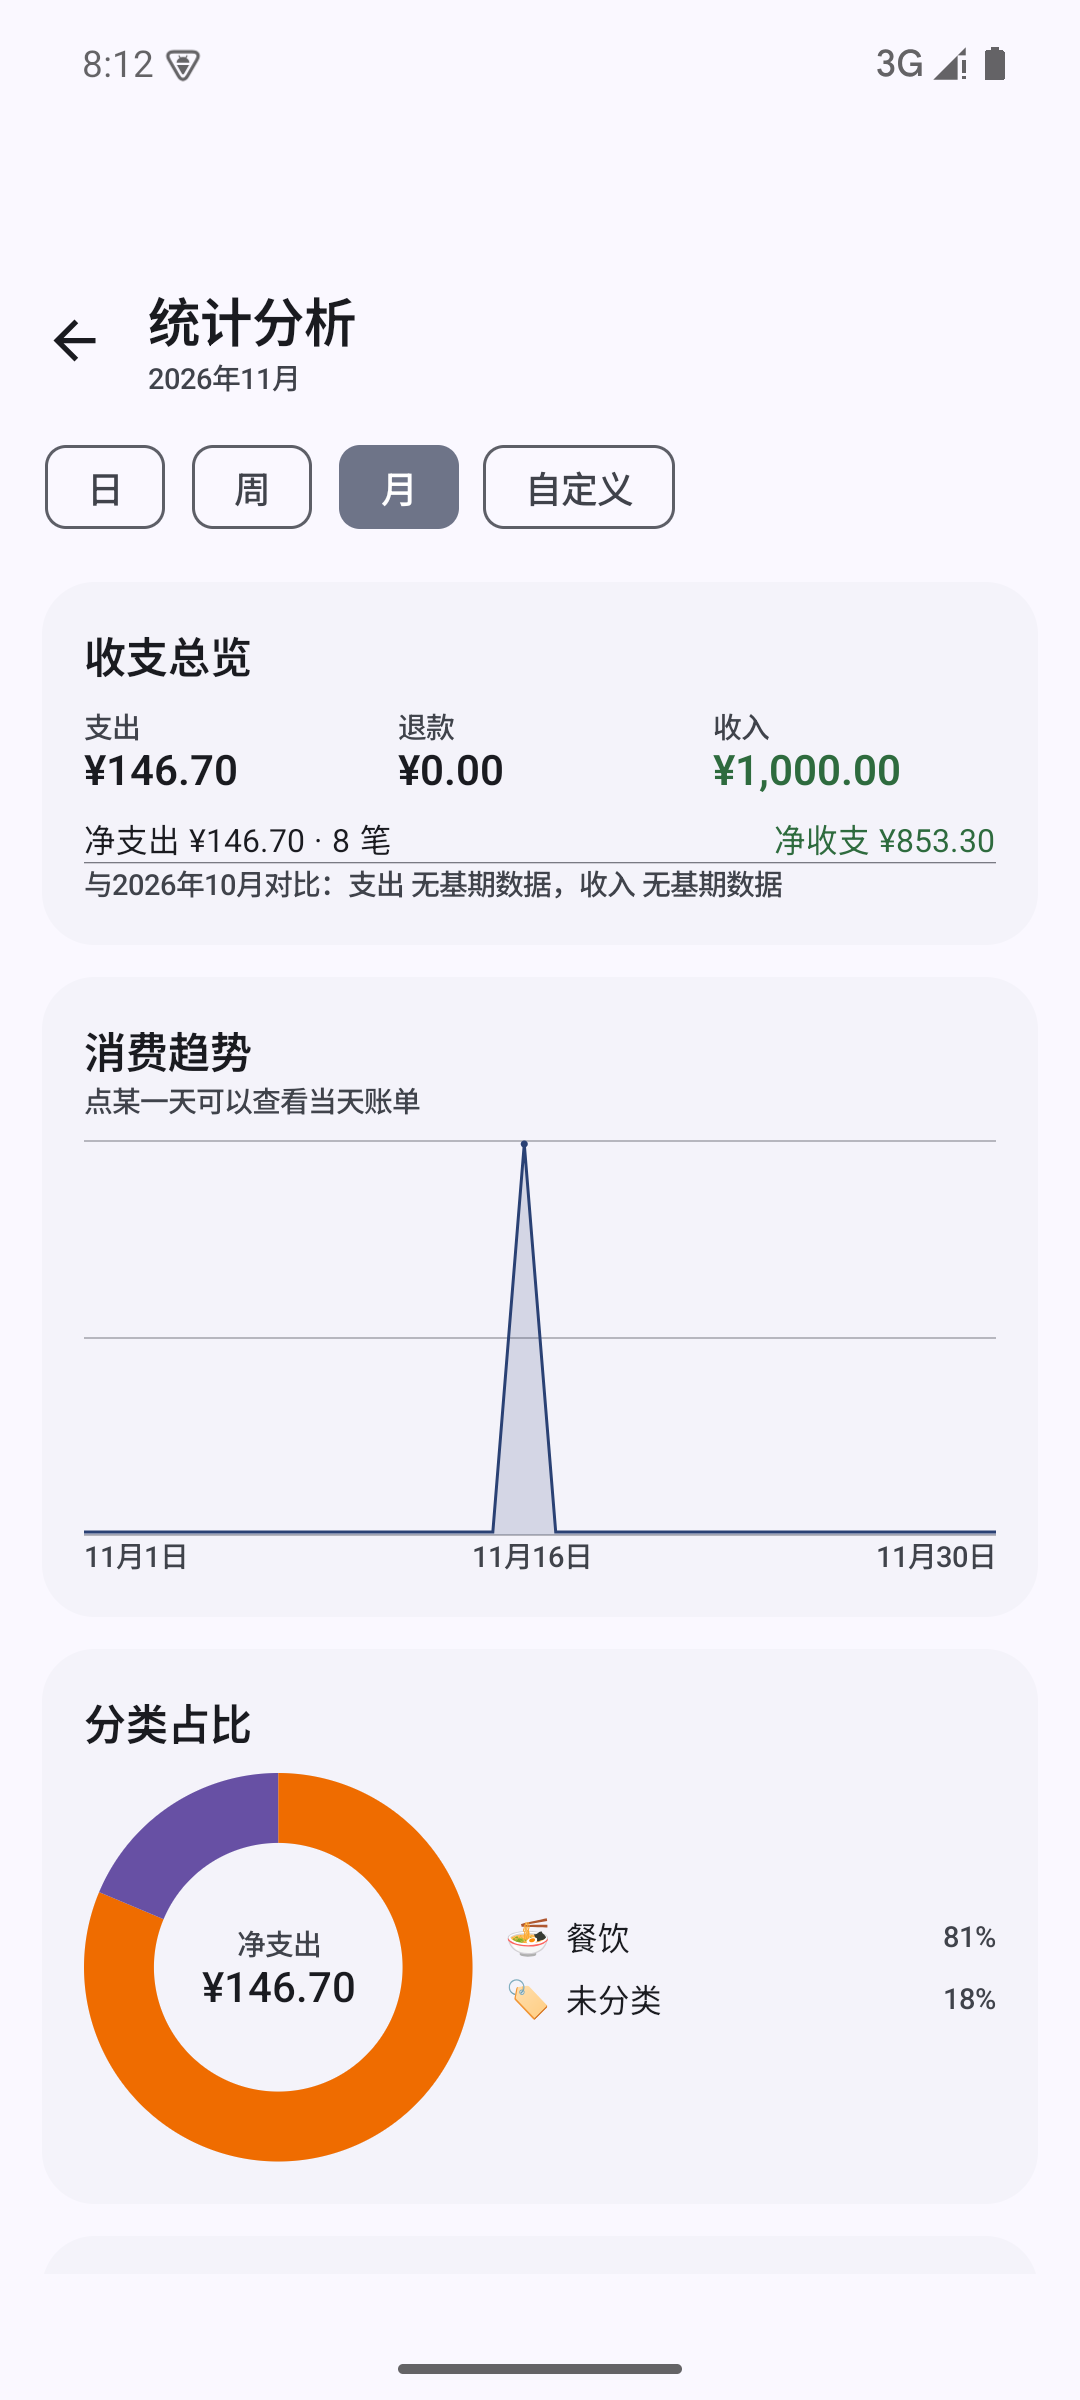 8:12
3G
统计分析
2026年11月
日 周 月 自定义
收支总览
支出 退款 收入
¥146.70 ¥0.00 ¥1,000.00
净支出 ¥146.70 · 8 笔 净收支 ¥853.30
与2026年10月对比：支出 无基期数据，收入 无基期数据
消费趋势
点某一天可以查看当天账单
11月1日 11月16日 11月30日
分类占比
净支出
¥146.70
餐饮 81%
未分类 18%